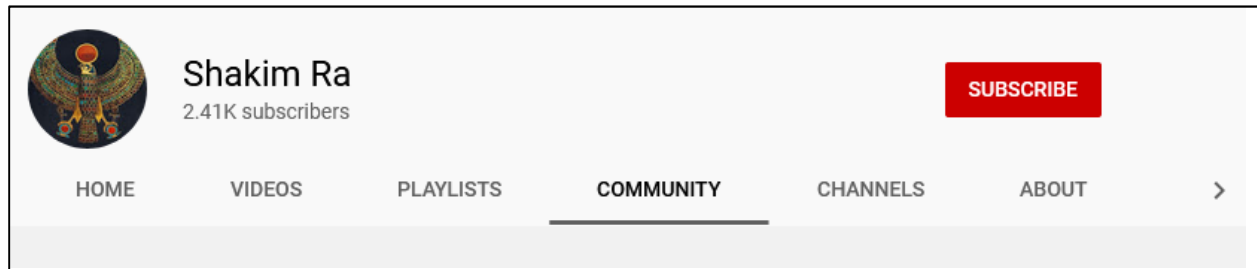 Shakim Ra
2.41K subscribers
SUBSCRIBE
HOME VIDEOS PLAYLISTS COMMUNITY CHANNELS ABOUT